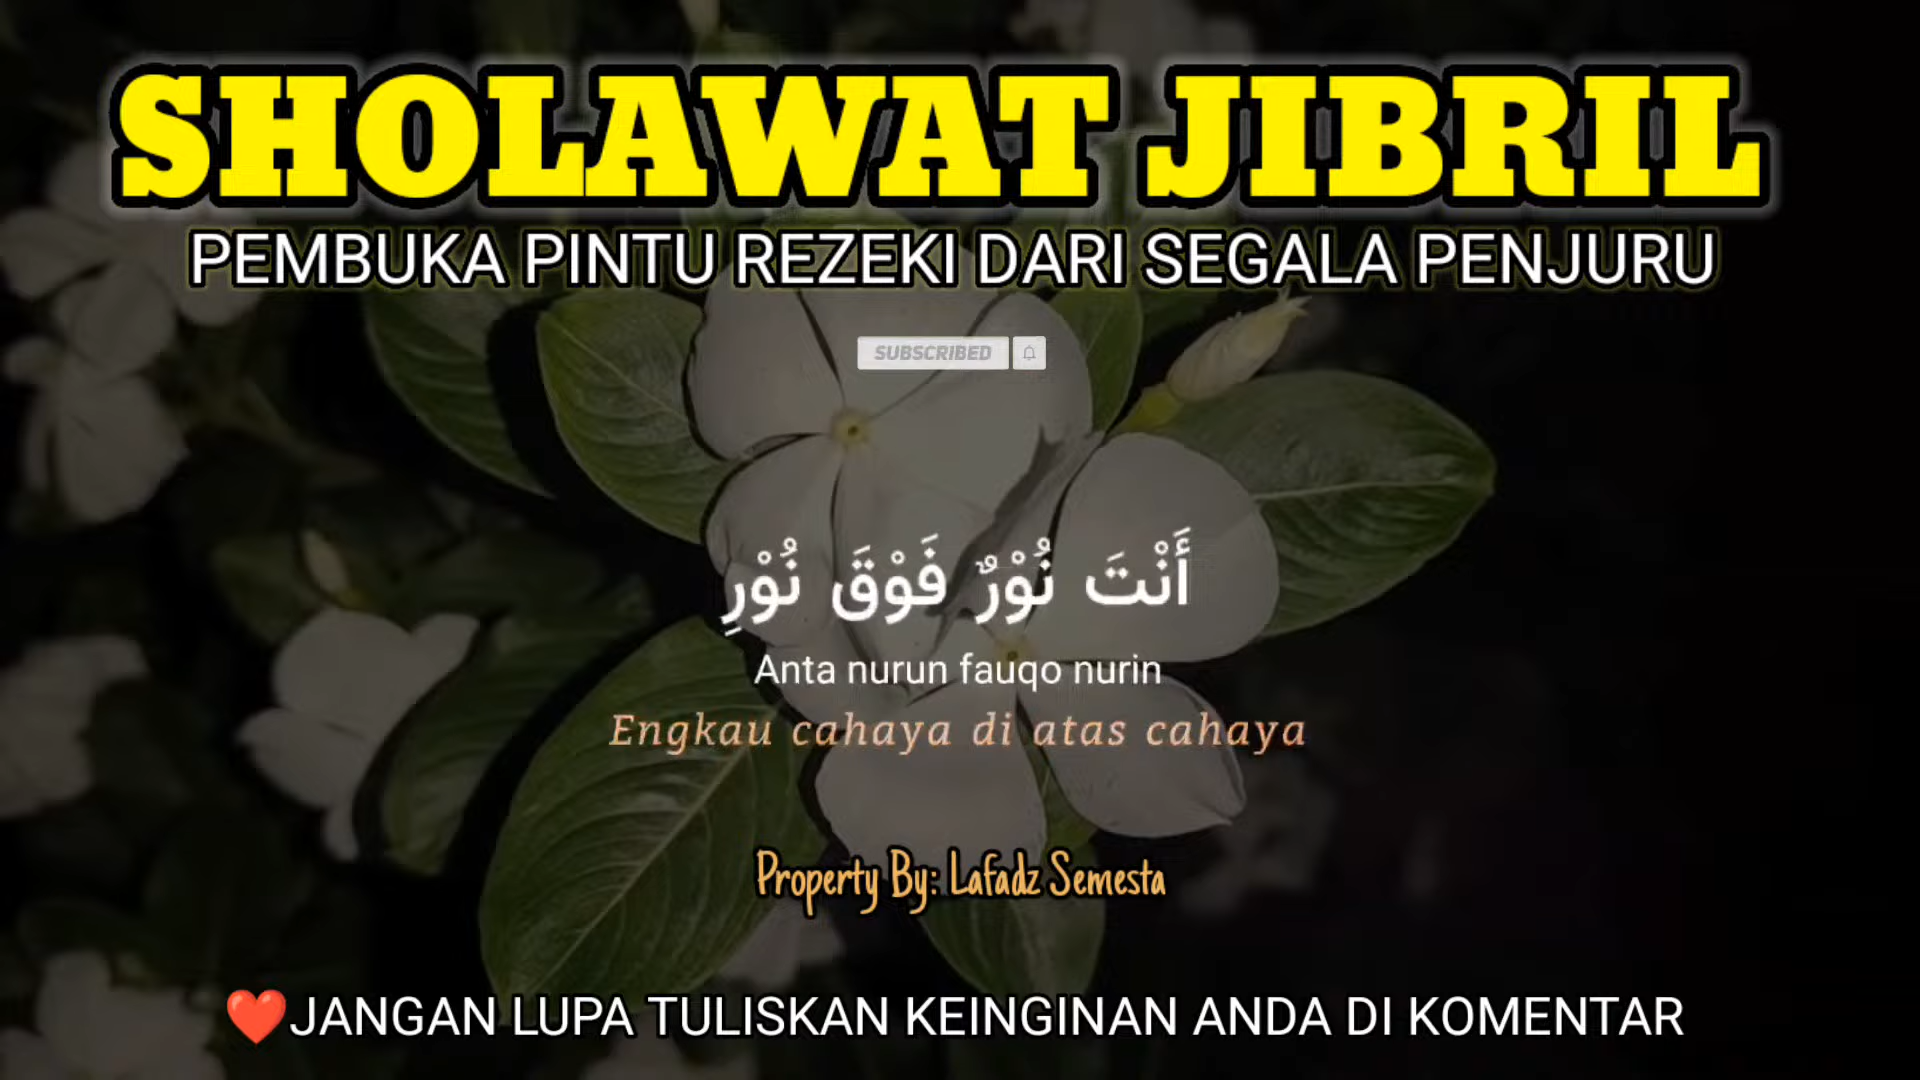 SHOLAWAT JIBRIL
PEMBUKA PINTU REZEKI DARI SEGALA PENJURU
SUBSCRIBED
أَنْتَ نُوْرٌ فَوْقَ نُوْرِ
Anta nurun fauqo nurin
Engkau cahaya di atas cahaya
Property By: Lafadz Semesta
❤️JANGAN LUPA TULISKAN KEINGINAN ANDA DI KOMENTAR